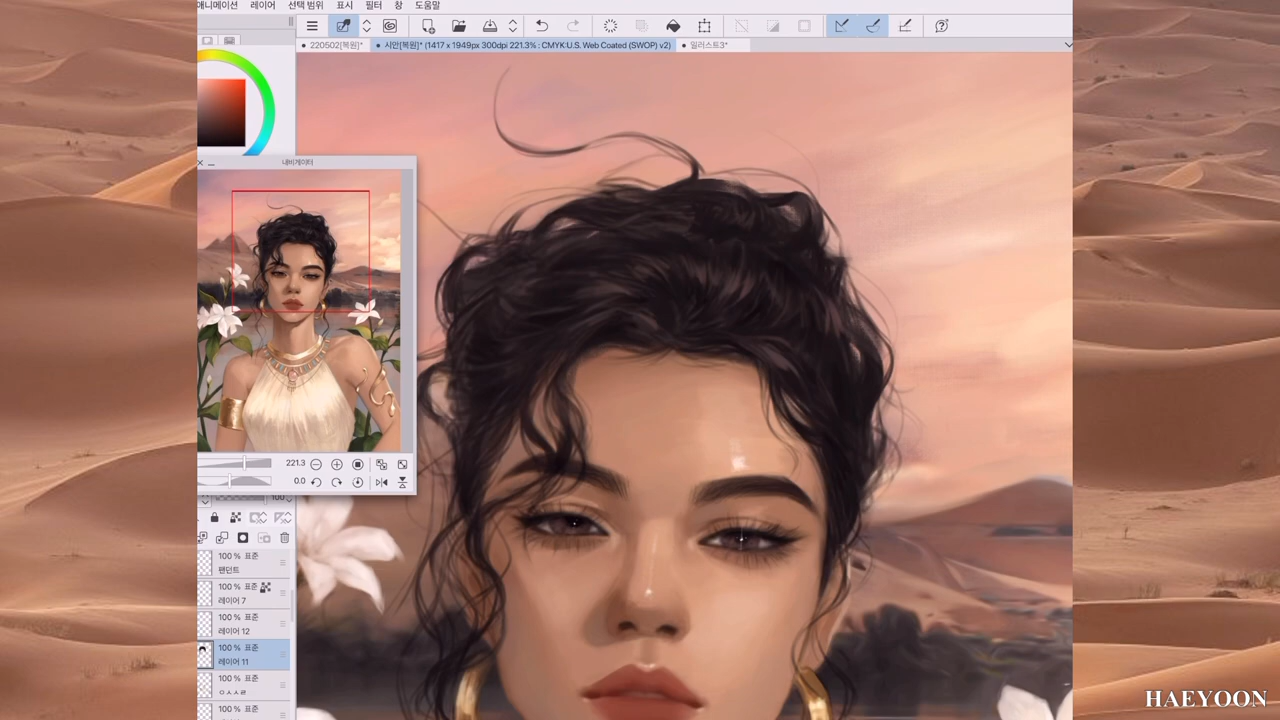 애니메이션 레이어 선택 범위 표시 필터 창 도움말
220502[복원]*
시안[복원]* (1417 x 1949px 300dpi 221.3% : CMYK:U.S. Web Coated (SWOP) v2)
일러스트3*
내비게이터
221.3
0.0
100
100 % 표준
팬던트
100 % 표준
레이어 7
100 % 표준
레이어 12
100 % 표준
레이어 11
100 % 표준
ㅇㅅㅅㄹ
100 % 표준
HAEYOON